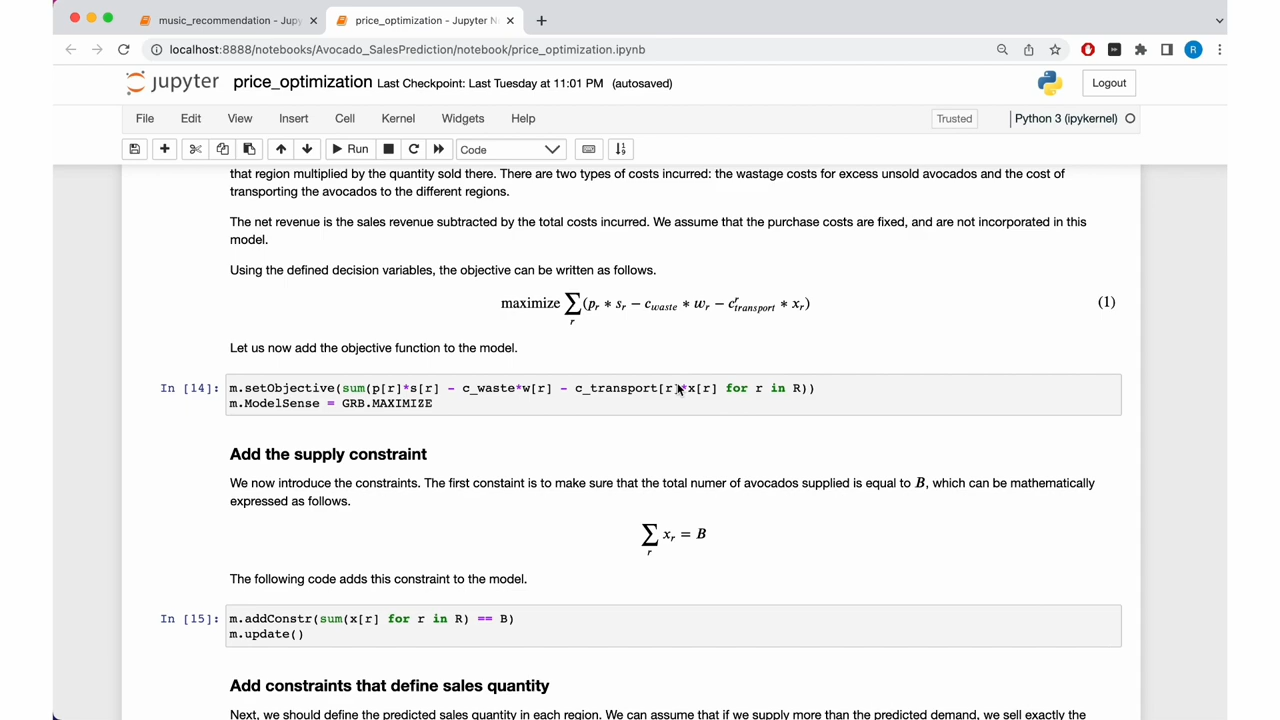 music_recommendation - Jupy
price_optimization - Jupyter N
localhost:8888/notebooks/Avocado_SalesPrediction/notebook/price_optimization.ipynb
R
jupyter price_optimization Last Checkpoint: Last Tuesday at 11:01 PM (autosaved)
Logout
File Edit View Insert Cell Kernel Widgets Help
Trusted
Python 3 (ipykernel)
Run
Code
that region multiplied by the quantity sold there. There are two types of costs incurred: the wastage costs for excess unsold avocados and the cost of
transporting the avocados to the different regions.
The net revenue is the sales revenue subtracted by the total costs incurred. We assume that the purchase costs are fixed, and are not incorporated in this
model.
Using the defined decision variables, the objective can be written as follows.
maximize ∑_r (p_r * s_r − c_waste * w_r − c^r_transport * x_r) (1)
Let us now add the objective function to the model.
In [14]: m.setObjective(sum(p[r]*s[r] - c_waste*w[r] - c_transport[r]*x[r] for r in R))
m.ModelSense = GRB.MAXIMIZE
Add the supply constraint
We now introduce the constraints. The first constaint is to make sure that the total numer of avocados supplied is equal to B, which can be mathematically
expressed as follows.
∑_r x_r = B
The following code adds this constraint to the model.
In [15]: m.addConstr(sum(x[r] for r in R) == B)
m.update()
Add constraints that define sales quantity
Next, we should define the predicted sales quantity in each region. We can assume that if we supply more than the predicted demand, we sell exactly the